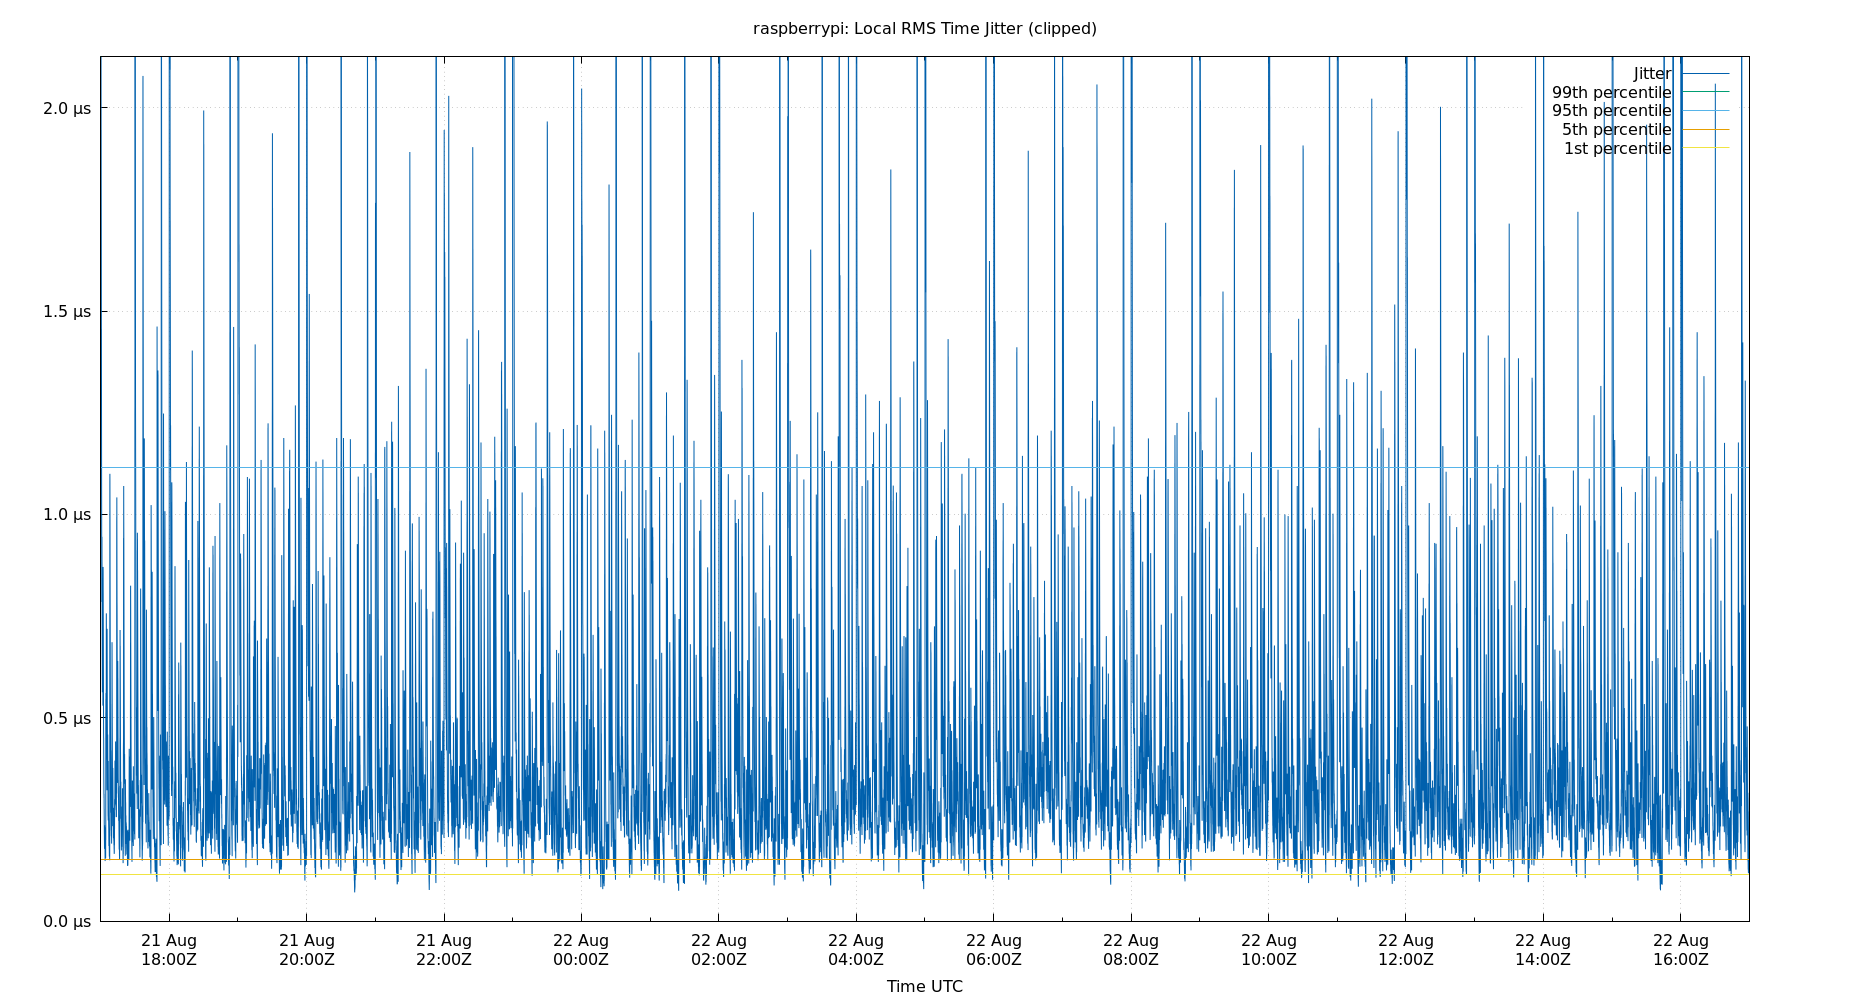 raspberrypi: Local RMS Time Jitter (clipped)
Jitter
99th percentile
95th percentile
5th percentile
1st percentile
2.0 µs
1.5 µs
1.0 µs
0.5 µs
0.0 µs
21 Aug 21 Aug 21 Aug 22 Aug 22 Aug 22 Aug 22 Aug 22 Aug 22 Aug 22 Aug 22 Aug 22 Aug
18:00Z 20:00Z 22:00Z 00:00Z 02:00Z 04:00Z 06:00Z 08:00Z 10:00Z 12:00Z 14:00Z 16:00Z
Time UTC